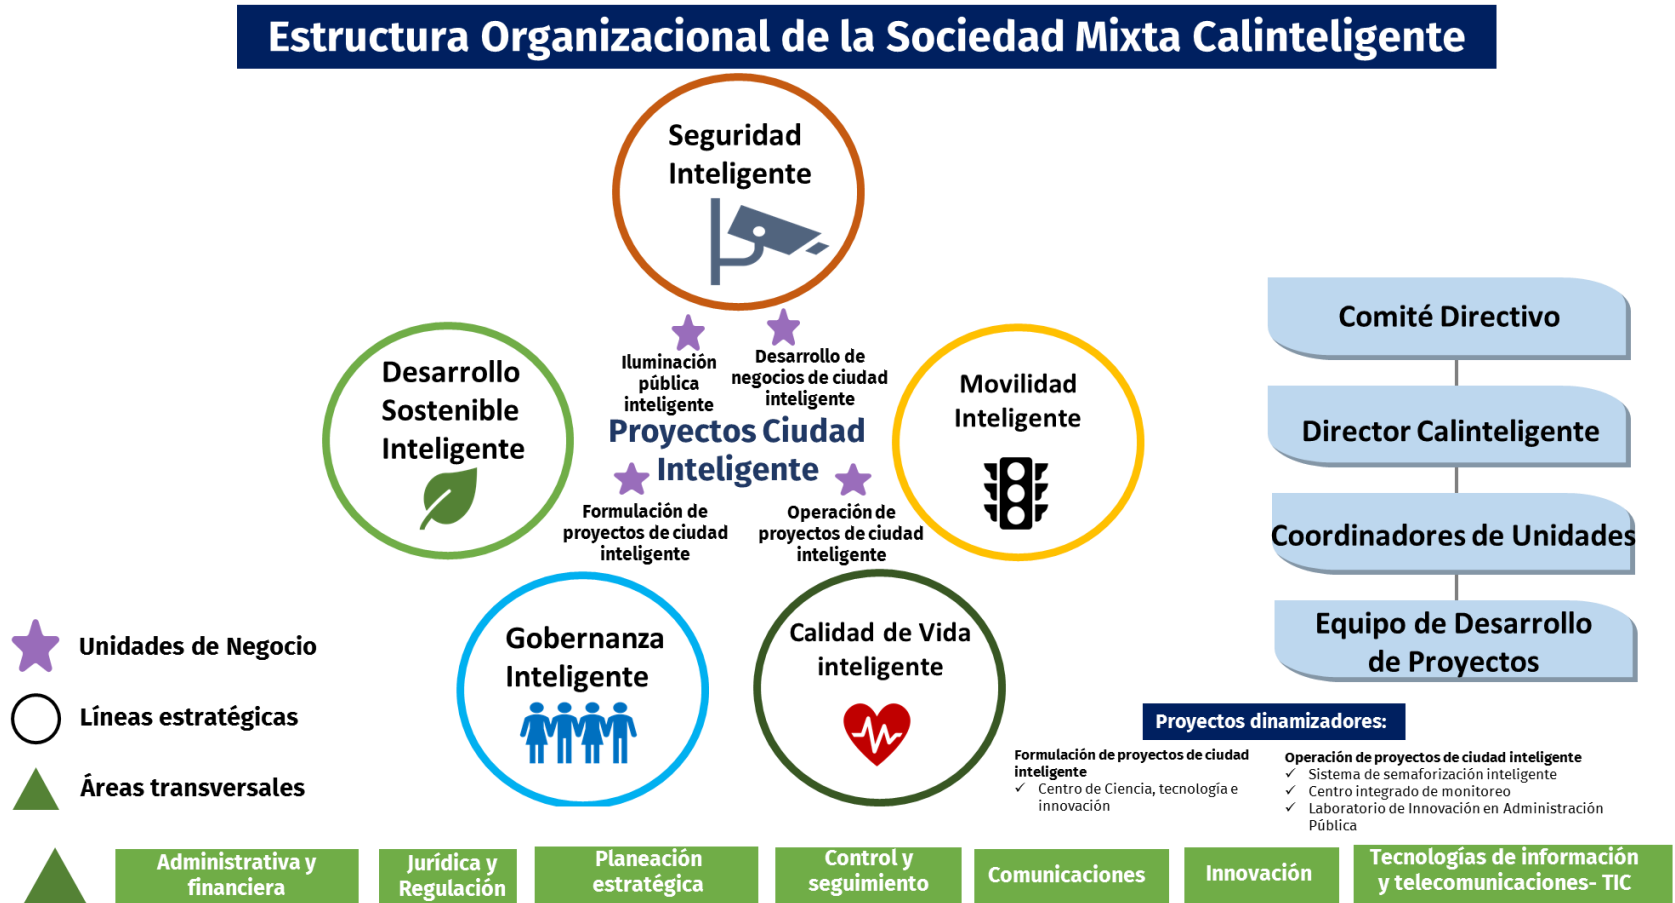 Estructura Organizacional de la Sociedad Mixta Calinteligente
Seguridad
Inteligente
Desarrollo
Sostenible
Inteligente
Iluminación
pública
inteligente
Desarrollo de
negocios de ciudad
inteligente
Movilidad
Inteligente
Proyectos Ciudad
Inteligente
Formulación de
proyectos de ciudad
inteligente
Operación de
proyectos de ciudad
inteligente
Gobernanza
Inteligente
Calidad de Vida
inteligente
Comité Directivo
Director Calinteligente
Coordinadores de Unidades
Equipo de Desarrollo
de Proyectos
Unidades de Negocio
Líneas estratégicas
Áreas transversales
Proyectos dinamizadores:
Formulación de proyectos de ciudad
inteligente
✓ Centro de Ciencia, tecnología e
innovación
Operación de proyectos de ciudad inteligente
✓ Sistema de semaforización inteligente
✓ Centro integrado de monitoreo
✓ Laboratorio de Innovación en Administración
Pública
Administrativa y
financiera
Jurídica y
Regulación
Planeación
estratégica
Control y
seguimiento
Comunicaciones
Innovación
Tecnologías de información
y telecomunicaciones- TIC